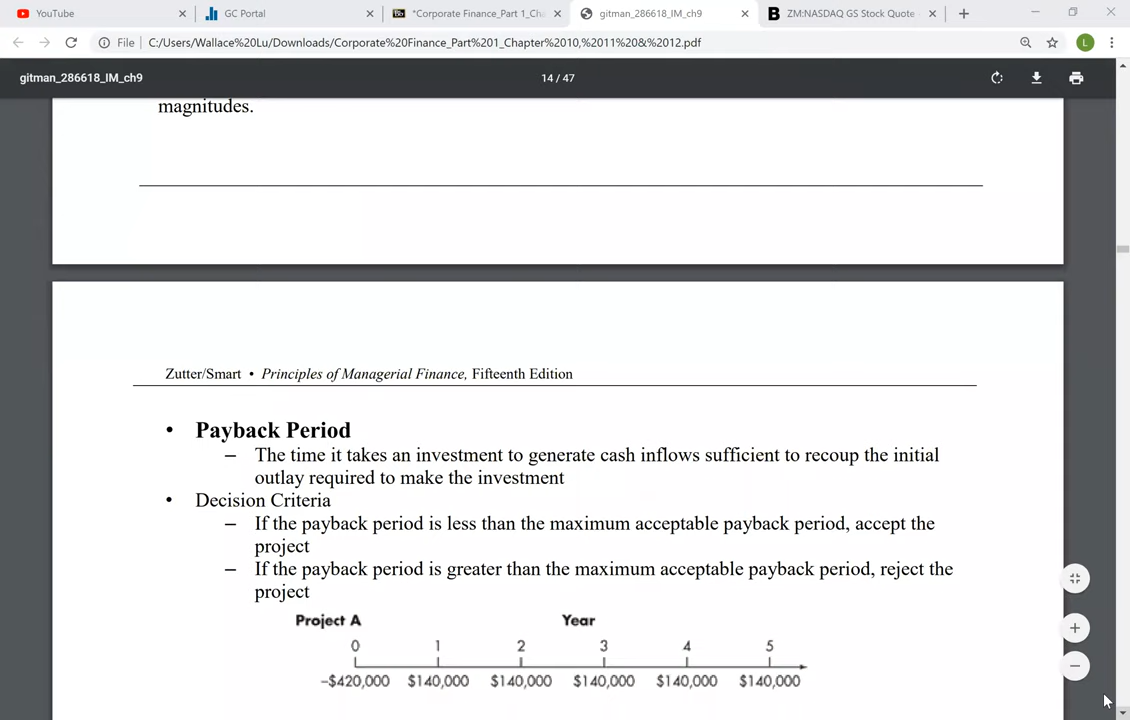 YouTube
GC Portal
*Corporate Finance_Part 1_Cha
gitman_286618_IM_ch9
B ZM:NASDAQ GS Stock Quote
File C:/Users/Wallace%20Lu/Downloads/Corporate%20Finance_Part%201_Chapter%2010,%2011%20&%2012.pdf
L
gitman_286618_IM_ch9
14 / 47
magnitudes.
Zutter/Smart • Principles of Managerial Finance, Fifteenth Edition
• Payback Period
– The time it takes an investment to generate cash inflows sufficient to recoup the initial
outlay required to make the investment
• Decision Criteria
– If the payback period is less than the maximum acceptable payback period, accept the
project
– If the payback period is greater than the maximum acceptable payback period, reject the
project
Project A Year
0 1 2 3 4 5
–$420,000 $140,000 $140,000 $140,000 $140,000 $140,000